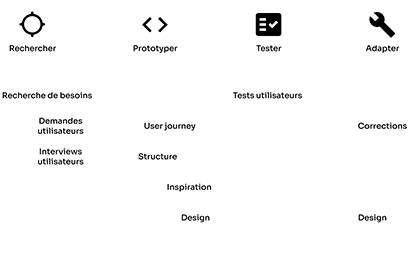 Rechercher Prototyper Tester Adapter
Recherche de besoins Tests utilisateurs
Demandes
utilisateurs
User journey Corrections
Interviews
utilisateurs
Structure
Inspiration
Design Design